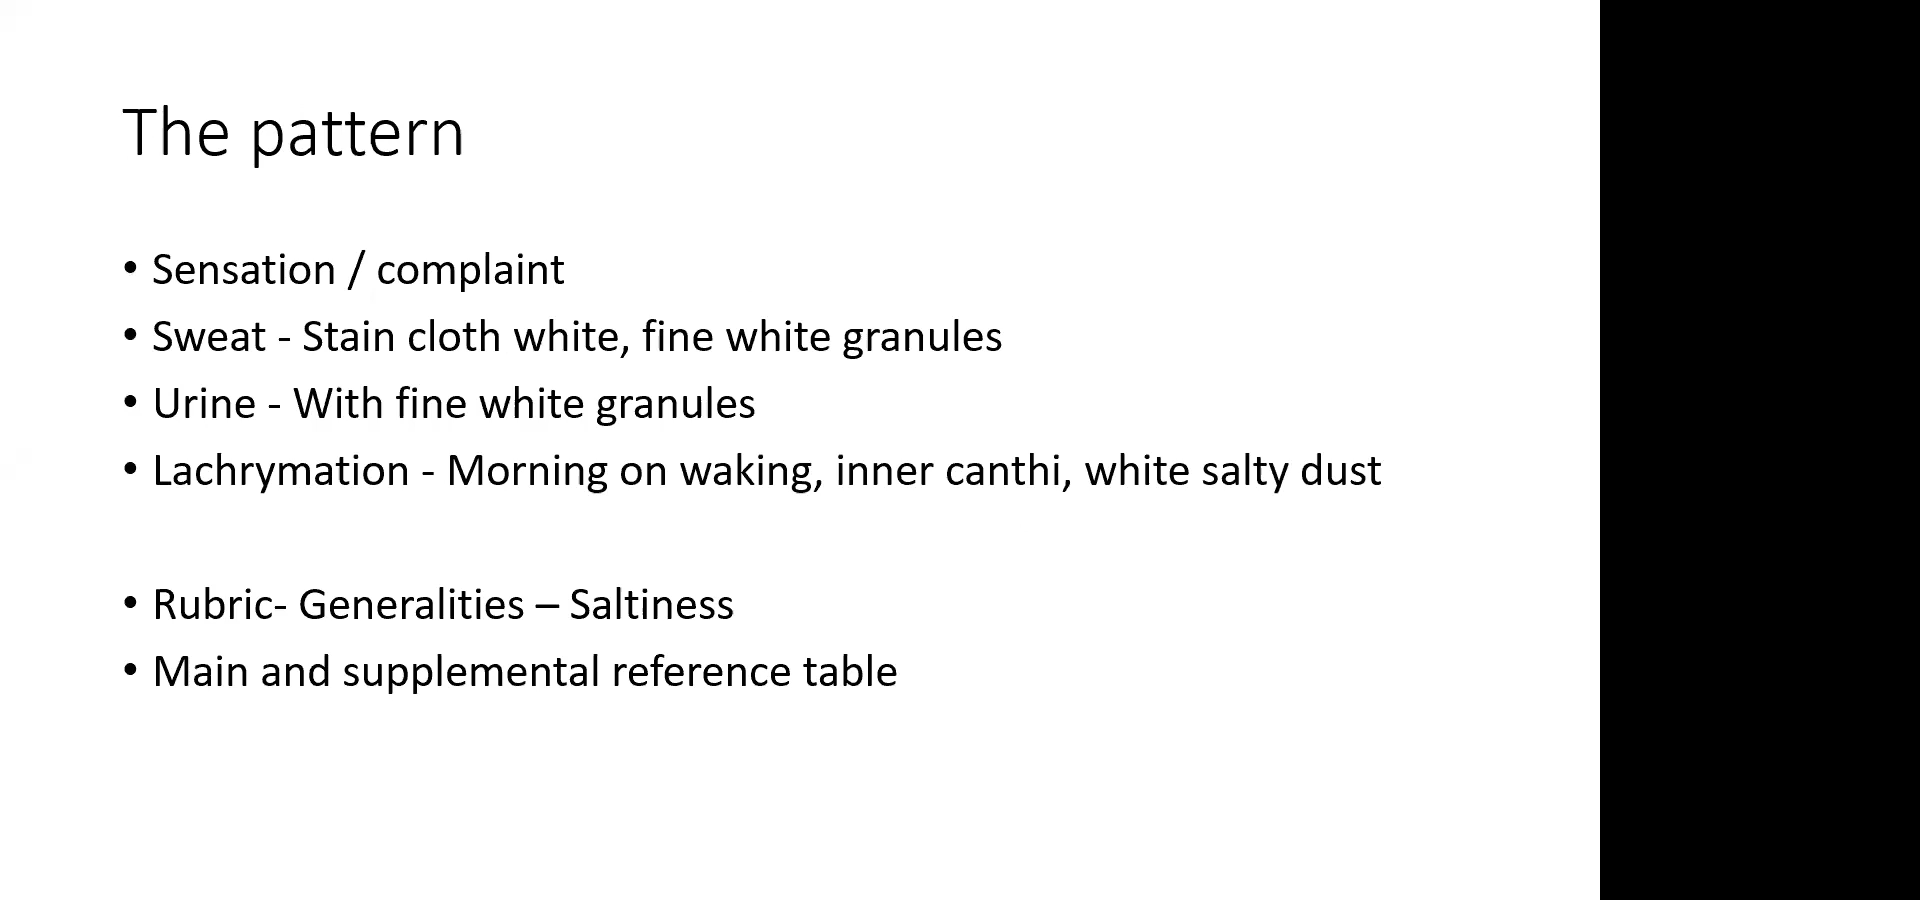 The pattern
• Sensation / complaint
• Sweat - Stain cloth white, fine white granules
• Urine - With fine white granules
• Lachrymation - Morning on waking, inner canthi, white salty dust
• Rubric- Generalities – Saltiness
• Main and supplemental reference table